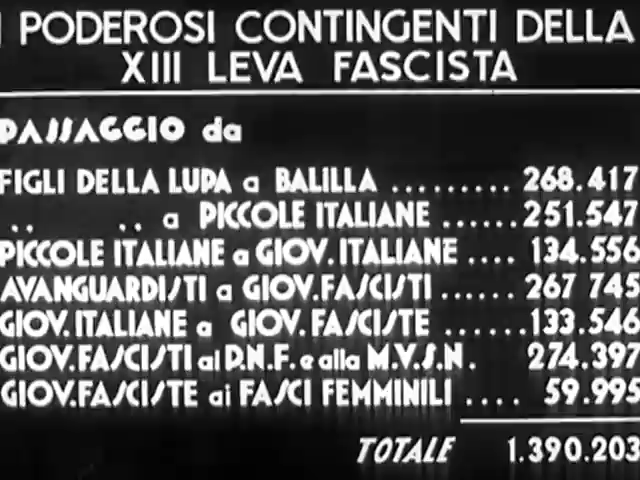 I PODEROSI CONTINGENTI DELLA
XIII LEVA FASCISTA
PASSAGGIO da
FIGLI DELLA LUPA a BALILLA ......... 268.417
.. .. a PICCOLE ITALIANE ...... 251.547
PICCOLE ITALIANE a GIOV. ITALIANE .... 134.556
AVANGUARDISTI a GIOV. FASCISTI ...... 267 745
GIOV. ITALIANE a GIOV. FASCISTE ...... 133.546
GIOV. FASCISTI al P.N.F. e alla M.V.S.N. 274.397
GIOV. FASCISTE ai FASCI FEMMINILI .... 59.995
TOTALE 1.390.203